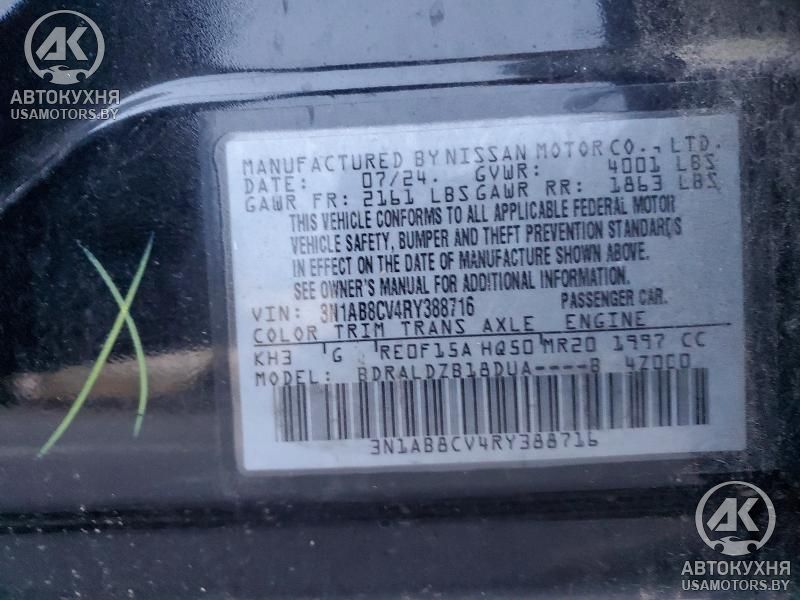 АК
АВТОКУХНЯ
USAMOTORS.BY
MANUFACTURED BY NISSAN MOTOR CO., LTD.
DATE: 07/24. GVWR: 4001 LBS
GAWR FR: 2161 LBS GAWR RR: 1863 LBS
THIS VEHICLE CONFORMS TO ALL APPLICABLE FEDERAL MOTOR
VEHICLE SAFETY, BUMPER AND THEFT PREVENTION STANDARDS
IN EFFECT ON THE DATE OF MANUFACTURE SHOWN ABOVE.
SEE OWNER'S MANUAL FOR ADDITIONAL INFORMATION.
VIN: 3N1AB8CV4RY388716 PASSENGER CAR.
COLOR TRIM TRANS AXLE ENGINE
KH3 G RE0F15A HQ50 MR20 1997 CC
MODEL: BDRALDZB18DUA----B 4Z0C0
3N1AB8CV4RY388716
АК
АВТОКУХНЯ
USAMOTORS.BY